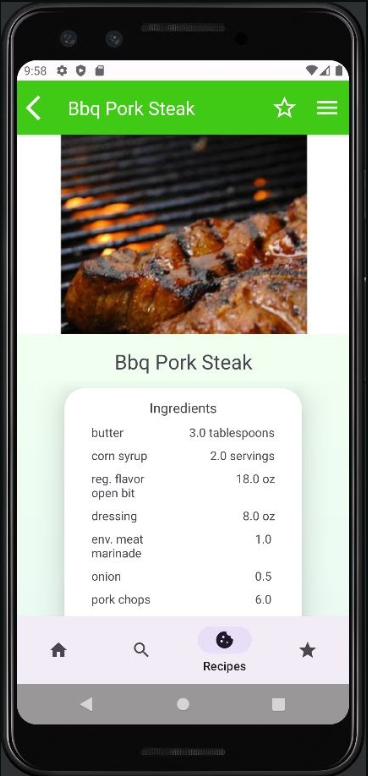 9:58
Bbq Pork Steak
Bbq Pork Steak
Ingredients
butter 3.0 tablespoons
corn syrup 2.0 servings
reg. flavor 18.0 oz
open bit
dressing 8.0 oz
env. meat 1.0
marinade
onion 0.5
pork chops 6.0
Recipes